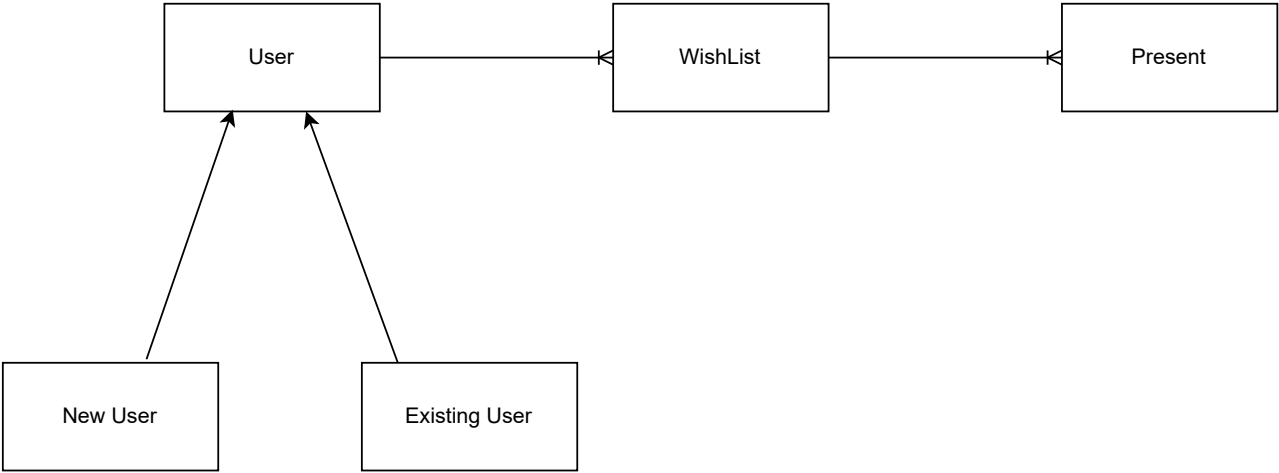 User
WishList
Present
New User
Existing User